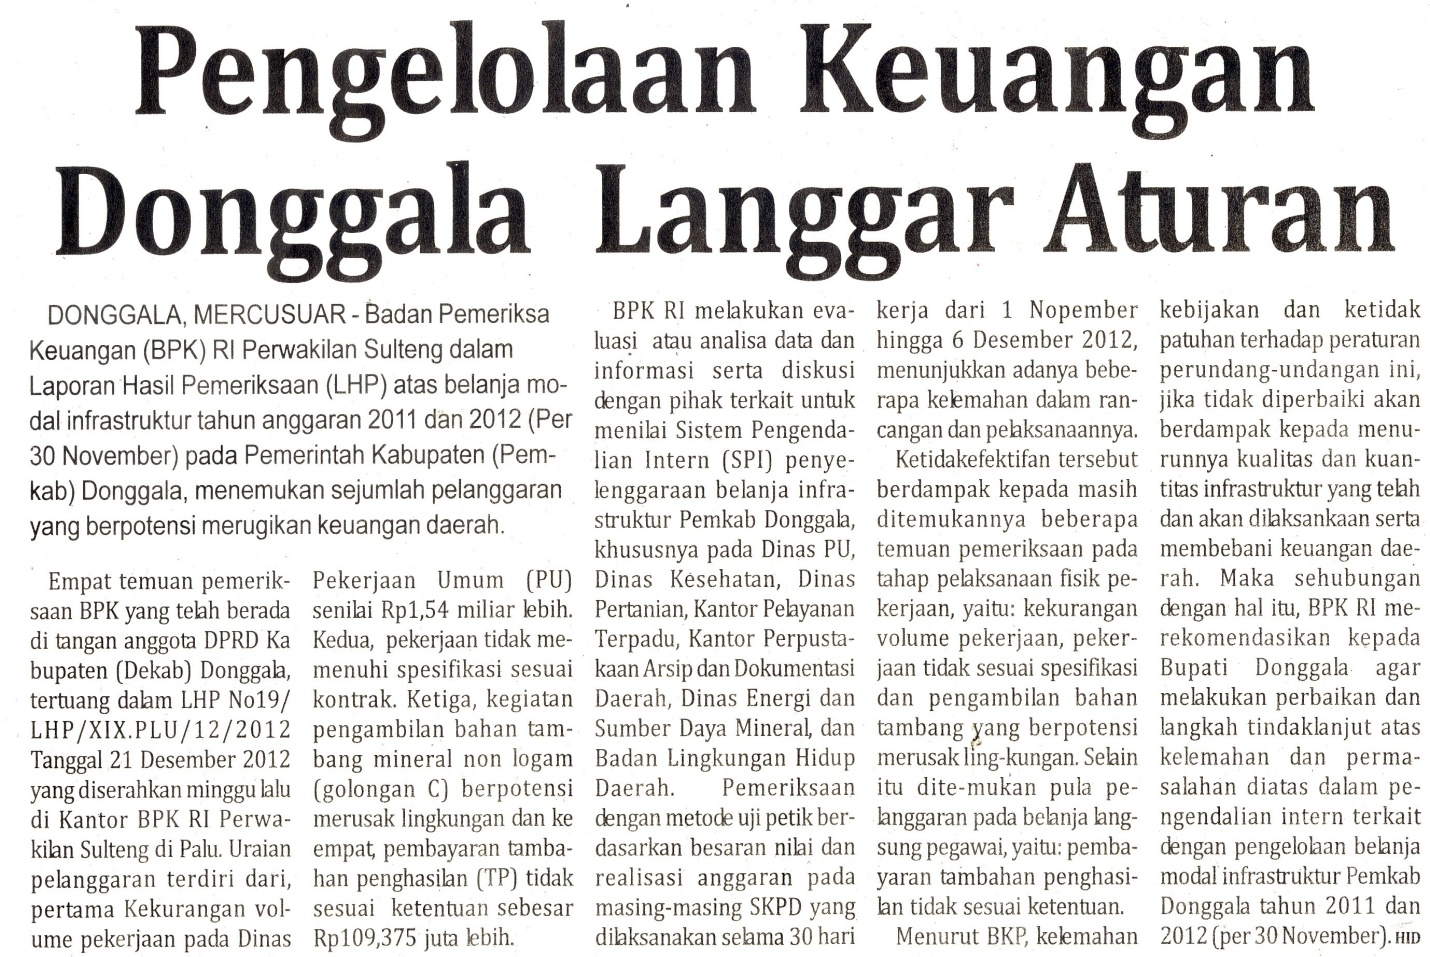 Pengelolaan Keuangan
Donggala Langgar Aturan
DONGGALA, MERCUSUAR - Badan Pemeriksa
Keuangan (BPK) RI Perwakilan Sulteng dalam
Laporan Hasil Pemeriksaan (LHP) atas belanja mo-
dal infrastruktur tahun anggaran 2011 dan 2012 (Per
30 November) pada Pemerintah Kabupaten (Pem-
kab) Donggala, menemukan sejumlah pelanggaran
yang berpotensi merugikan keuangan daerah.
Empat temuan pemerik-
saan BPK yang telah berada
di tangan anggota DPRD Ka
bupaten (Dekab) Donggala,
tertuang dalam LHP No19/
LHP/XIX.PLU/12/2012
Tanggal 21 Desember 2012
yang diserahkan minggu lalu
di Kantor BPK RI Perwa-
kilan Sulteng di Palu. Uraian
pelanggaran terdiri dari,
pertama Kekurangan vol-
ume pekerjaan pada Dinas
Pekerjaan Umum (PU)
senilai Rp1,54 miliar lebih.
Kedua, pekerjaan tidak me-
menuhi spesifikasi sesuai
kontrak. Ketiga, kegiatan
pengambilan bahan tam-
bang mineral non logam
(golongan C) berpotensi
merusak lingkungan dan ke
empat, pembayaran tamba-
han penghasilan (TP) tidak
sesuai ketentuan sebesar
Rp109,375 juta lebih.
BPK RI melakukan eva-
luasi atau analisa data dan
informasi serta diskusi
dengan pihak terkait untuk
menilai Sistem Pengenda-
lian Intern (SPI) penye-
lenggaraan belanja infra-
struktur Pemkab Donggala,
khususnya pada Dinas PU,
Dinas Kesehatan, Dinas
Pertanian, Kantor Pelayanan
Terpadu, Kantor Perpusta-
kaan Arsip dan Dokumentasi
Daerah, Dinas Energi dan
Sumber Daya Mineral, dan
Badan Lingkungan Hidup
Daerah. Pemeriksaan
dengan metode uji petik ber-
dasarkan besaran nilai dan
realisasi anggaran pada
masing-masing SKPD yang
dilaksanakan selama 30 hari
kerja dari 1 Nopember
hingga 6 Desember 2012,
menunjukkan adanya bebe-
rapa kelemahan dalam ran-
cangan dan pelaksanaannya.
Ketidakefektifan tersebut
berdampak kepada masih
ditemukannya beberapa
temuan pemeriksaan pada
tahap pelaksanaan fisik pe-
kerjaan, yaitu: kekurangan
volume pekerjaan, peker-
jaan tidak sesuai spesifikasi
dan pengambilan bahan
tambang yang berpotensi
merusak ling-kungan. Selain
itu dite-mukan pula pe-
langgaran pada belanja lang-
sung pegawai, yaitu: pemba-
yaran tambahan penghasi-
lan tidak sesuai ketentuan.
Menurut BKP, kelemahan
kebijakan dan ketidak
patuhan terhadap peraturan
perundang-undangan ini,
jika tidak diperbaiki akan
berdampak kepada menu-
runnya kualitas dan kuan-
titas infrastruktur yang telah
dan akan dilaksankaan serta
membebani keuangan dae-
rah. Maka sehubungan
dengan hal itu, BPK RI me-
rekomendasikan kepada
Bupati Donggala agar
melakukan perbaikan dan
langkah tindaklanjut atas
kelemahan dan perma-
salahan diatas dalam pe-
ngendalian intern terkait
dengan pengelolaan belanja
modal infrastruktur Pemkab
Donggala tahun 2011 dan
2012 (per 30 November). HID